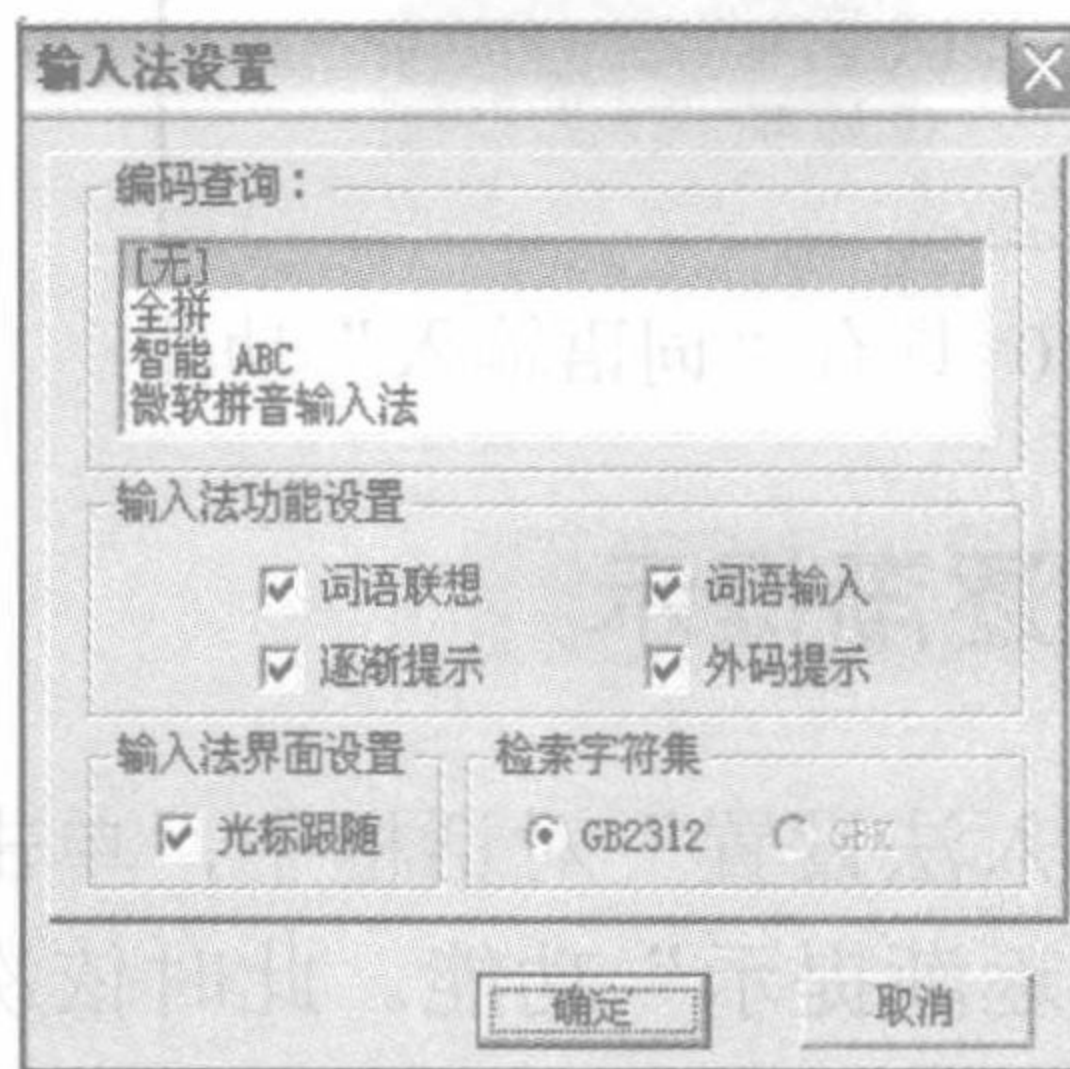 输入法设置
编码查询：
[无]
全拼
智能 ABC
微软拼音输入法
输入法功能设置
词语联想 词语输入
逐渐提示 外码提示
输入法界面设置 检索字符集
光标跟随 GB2312 GBK
确定 取消